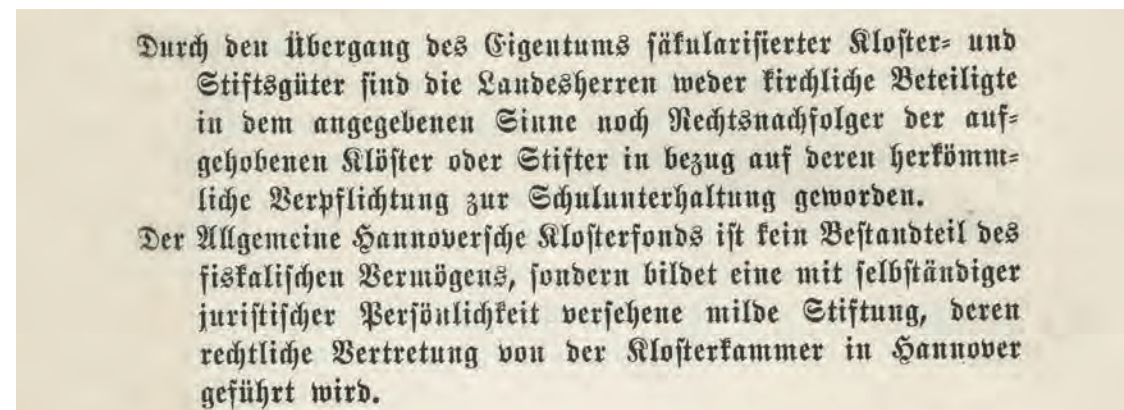 Durch den Übergang des Eigentums säkularisierter Kloster- und
Stiftsgüter sind die Landesherren weder kirchliche Beteiligte
in dem angegebenen Sinne noch Rechtsnachfolger der auf-
gehobenen Klöster oder Stifter in bezug auf deren herkömm-
liche Verpflichtung zur Schulunterhaltung geworden.
Der Allgemeine Hannoversche Klosterfonds ist kein Bestandteil des
fiskalischen Vermögens, sondern bildet eine mit selbständiger
juristischer Persönlichkeit versehene milde Stiftung, deren
rechtliche Vertretung von der Klosterkammer in Hannover
geführt wird.